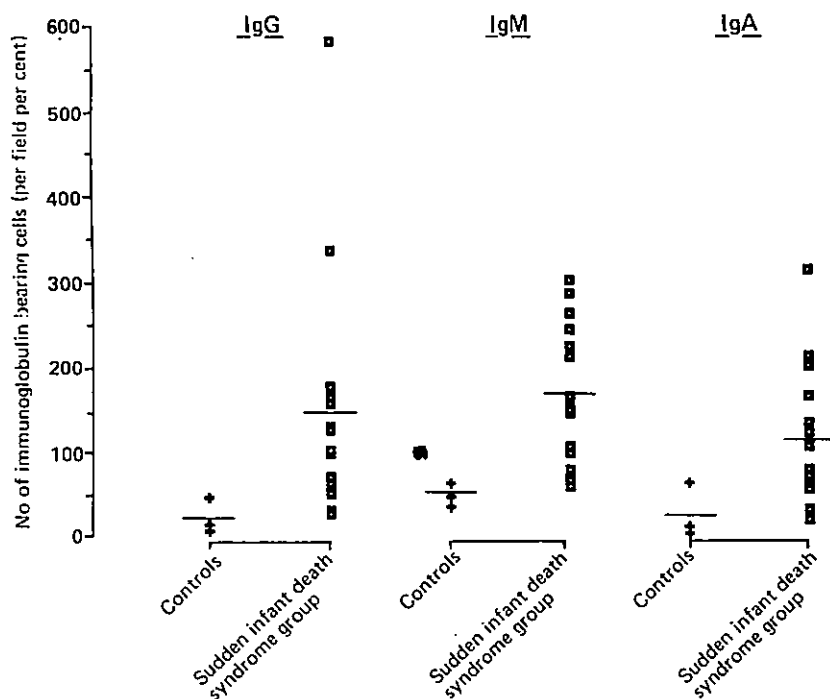 IgG
IgM
IgA
No of immunoglobulin bearing cells (per field per cent)
600
500
400
300
200
100
0
Controls
Sudden infant death
syndrome group
Controls
Sudden infant death
syndrome group
Controls
Sudden infant death
syndrome group